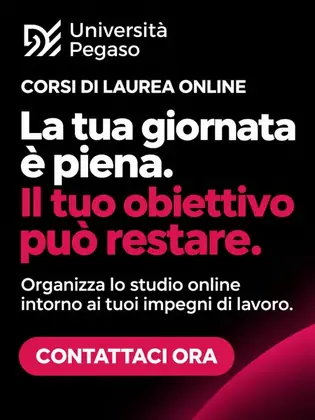 Università
Pegaso
CORSI DI LAUREA ONLINE
La tua giornata
è piena.
Il tuo obiettivo
può restare.
Organizza lo studio online
intorno ai tuoi impegni di lavoro.
CONTATTACI ORA